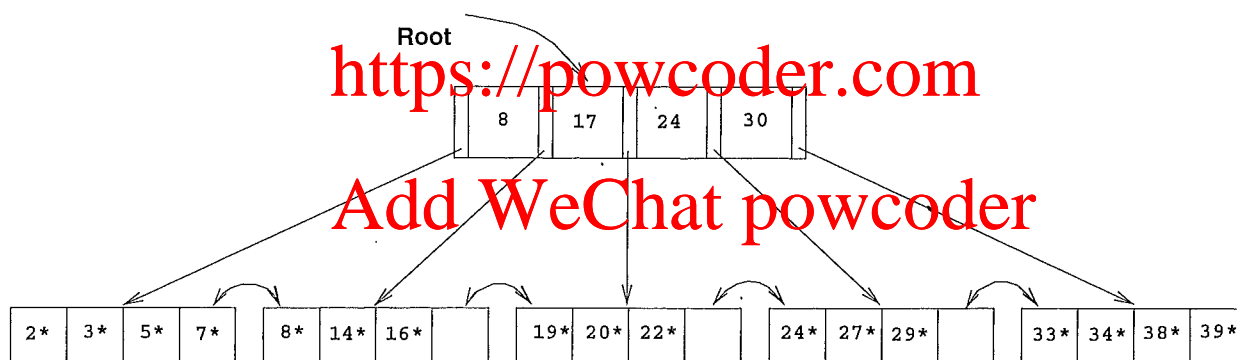 Root
https://powcoder.com
8 17 24 30
Add WeChat powcoder
2* 3* 5* 7* 8* 14* 16* 19* 20* 22* 24* 27* 29* 33* 34* 38* 39*